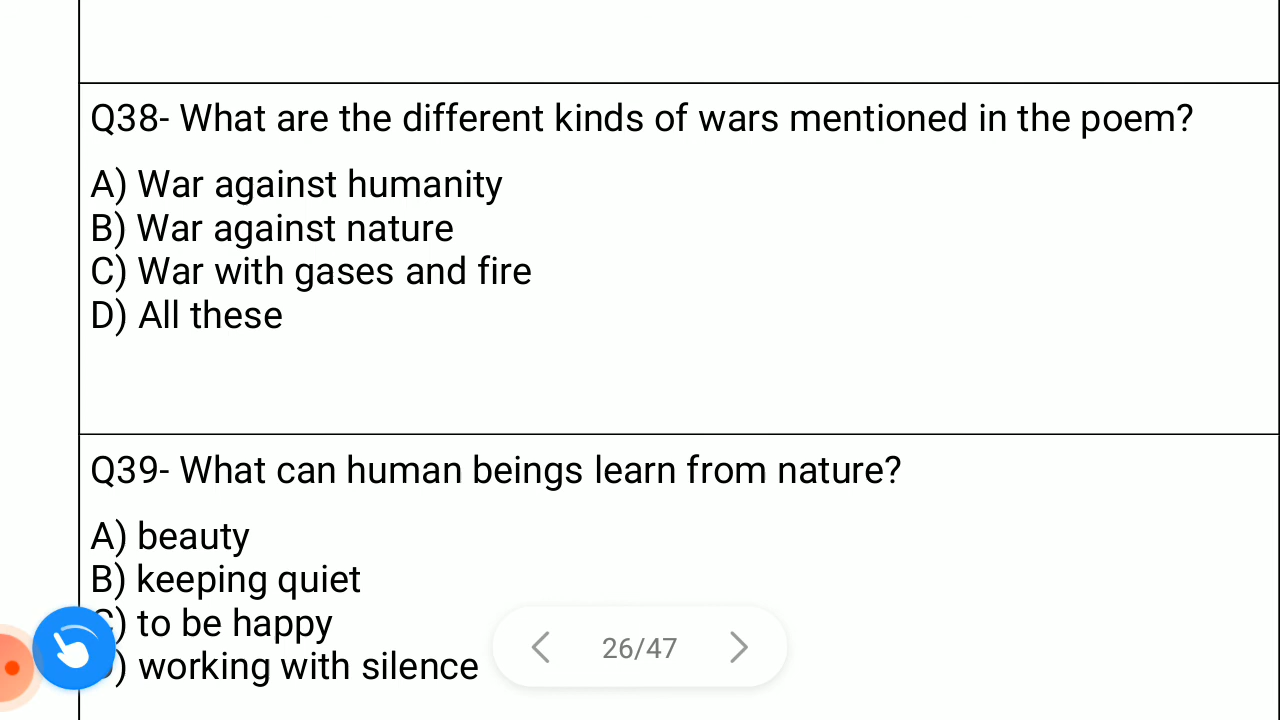 Q38- What are the different kinds of wars mentioned in the poem?
A) War against humanity
B) War against nature
C) War with gases and fire
D) All these
Q39- What can human beings learn from nature?
A) beauty
B) keeping quiet
C) to be happy
) working with silence
26/47